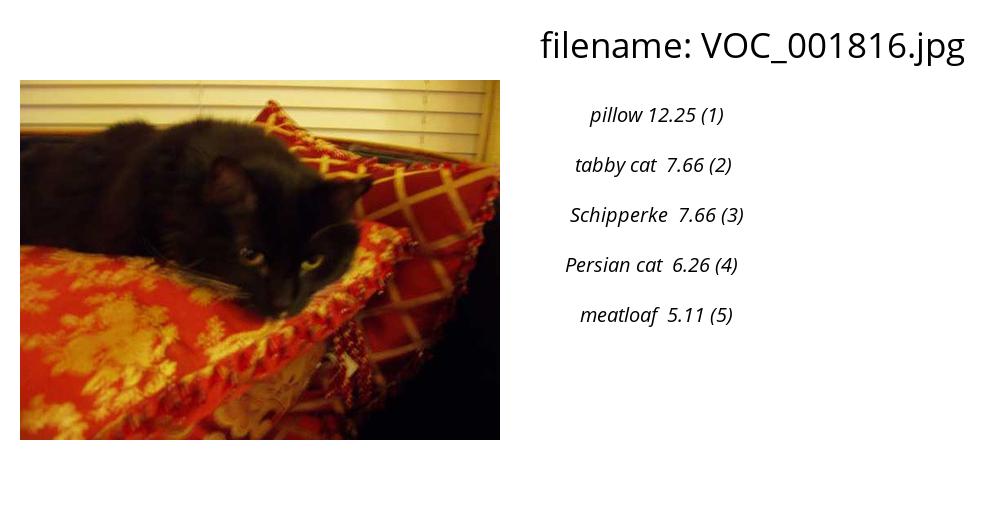 filename: VOC_001816.jpg
pillow 12.25 (1)
tabby cat 7.66 (2)
Schipperke 7.66 (3)
Persian cat 6.26 (4)
meatloaf 5.11 (5)